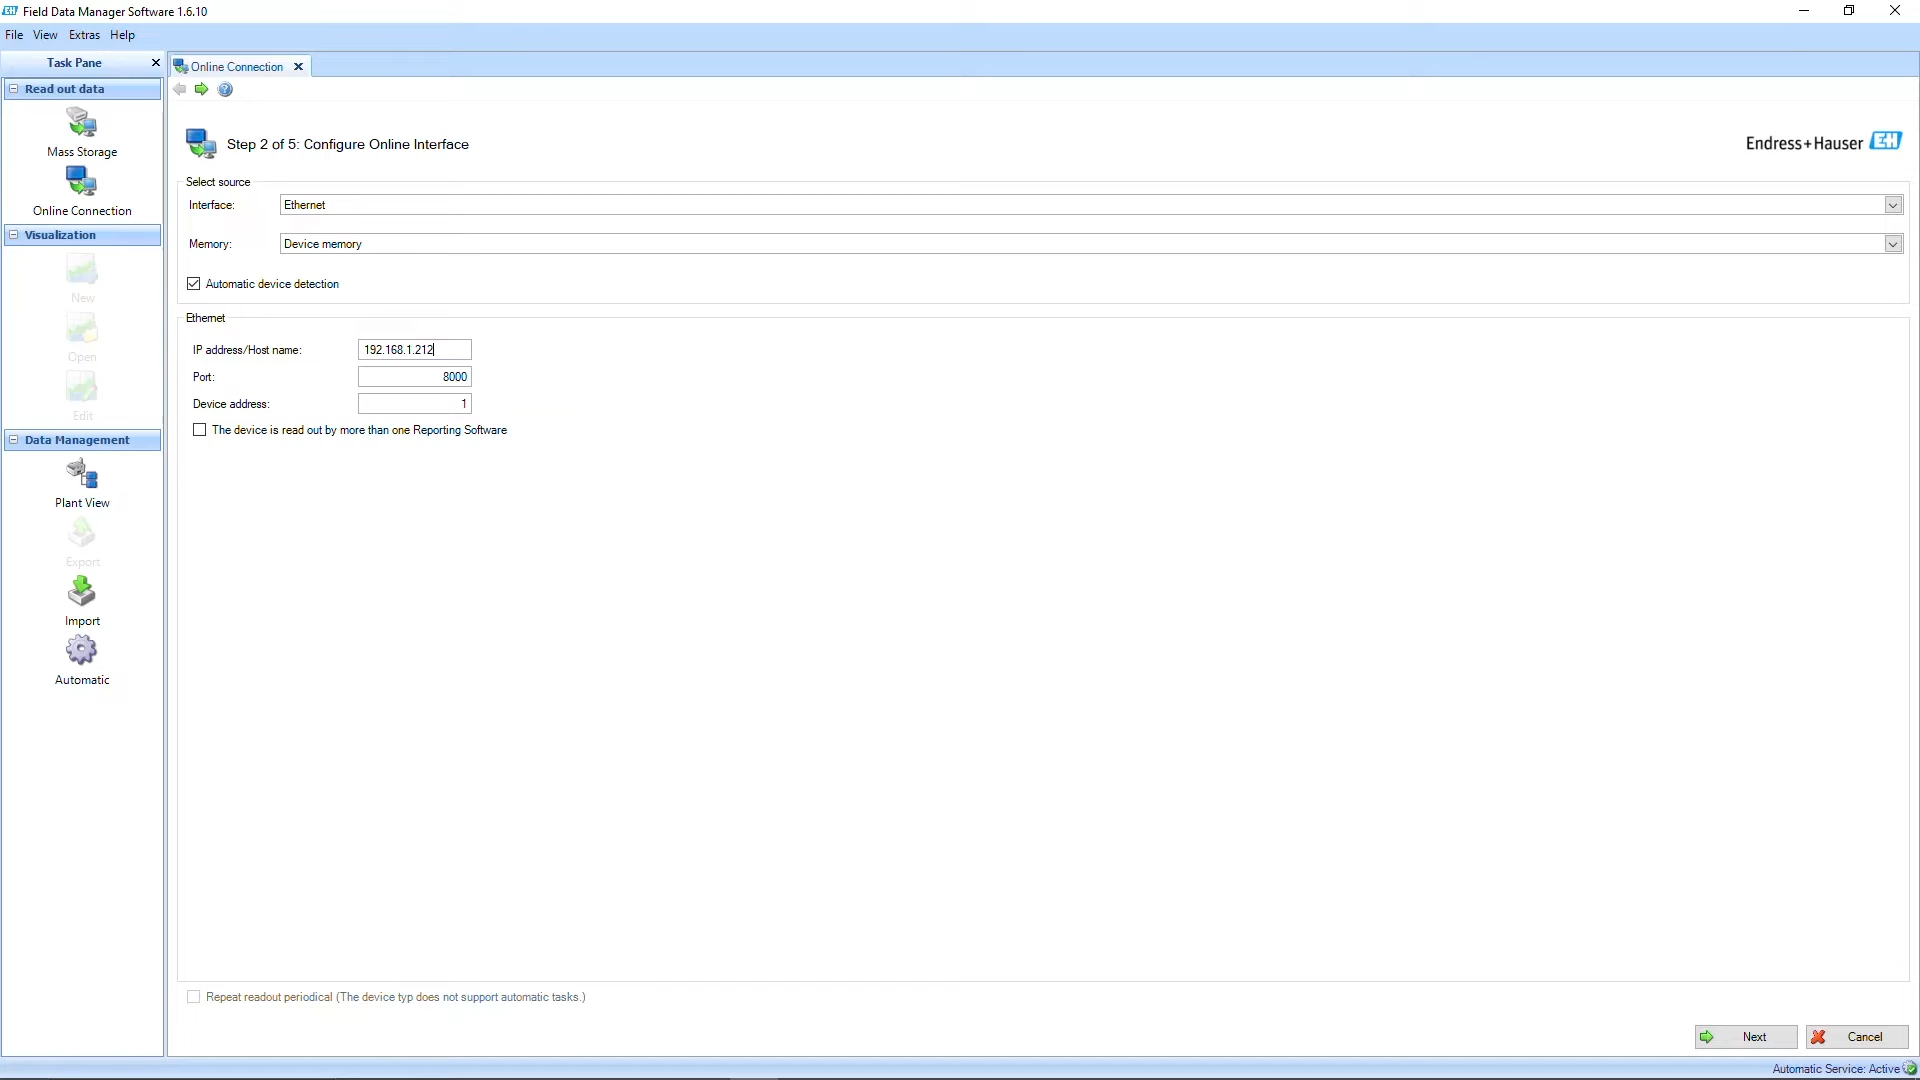 Field Data Manager Software 1.6.10
File View Extras Help
Task Pane
Online Connection
Read out data
Mass Storage
Online Connection
Visualization
New
Open
Edit
Data Management
Plant View
Export
Import
Automatic
Step 2 of 5: Configure Online Interface
Endress+Hauser EH
Select source
Interface: Ethernet
Memory: Device memory
Automatic device detection
Ethernet
IP address/Host name: 192.168.1.212
Port: 8000
Device address: 1
The device is read out by more than one Reporting Software
Repeat readout periodical (The device typ does not support automatic tasks.)
Next Cancel
Automatic Service: Active